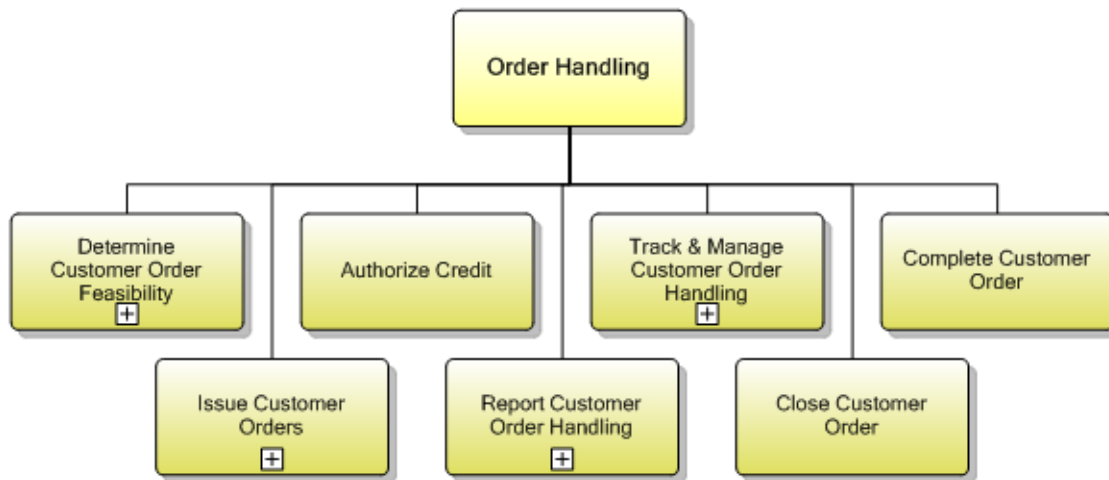 Order Handling
Determine
Customer Order
Feasibility
Authorize Credit
Track & Manage
Customer Order
Handling
Complete Customer
Order
Issue Customer
Orders
Report Customer
Order Handling
Close Customer
Order